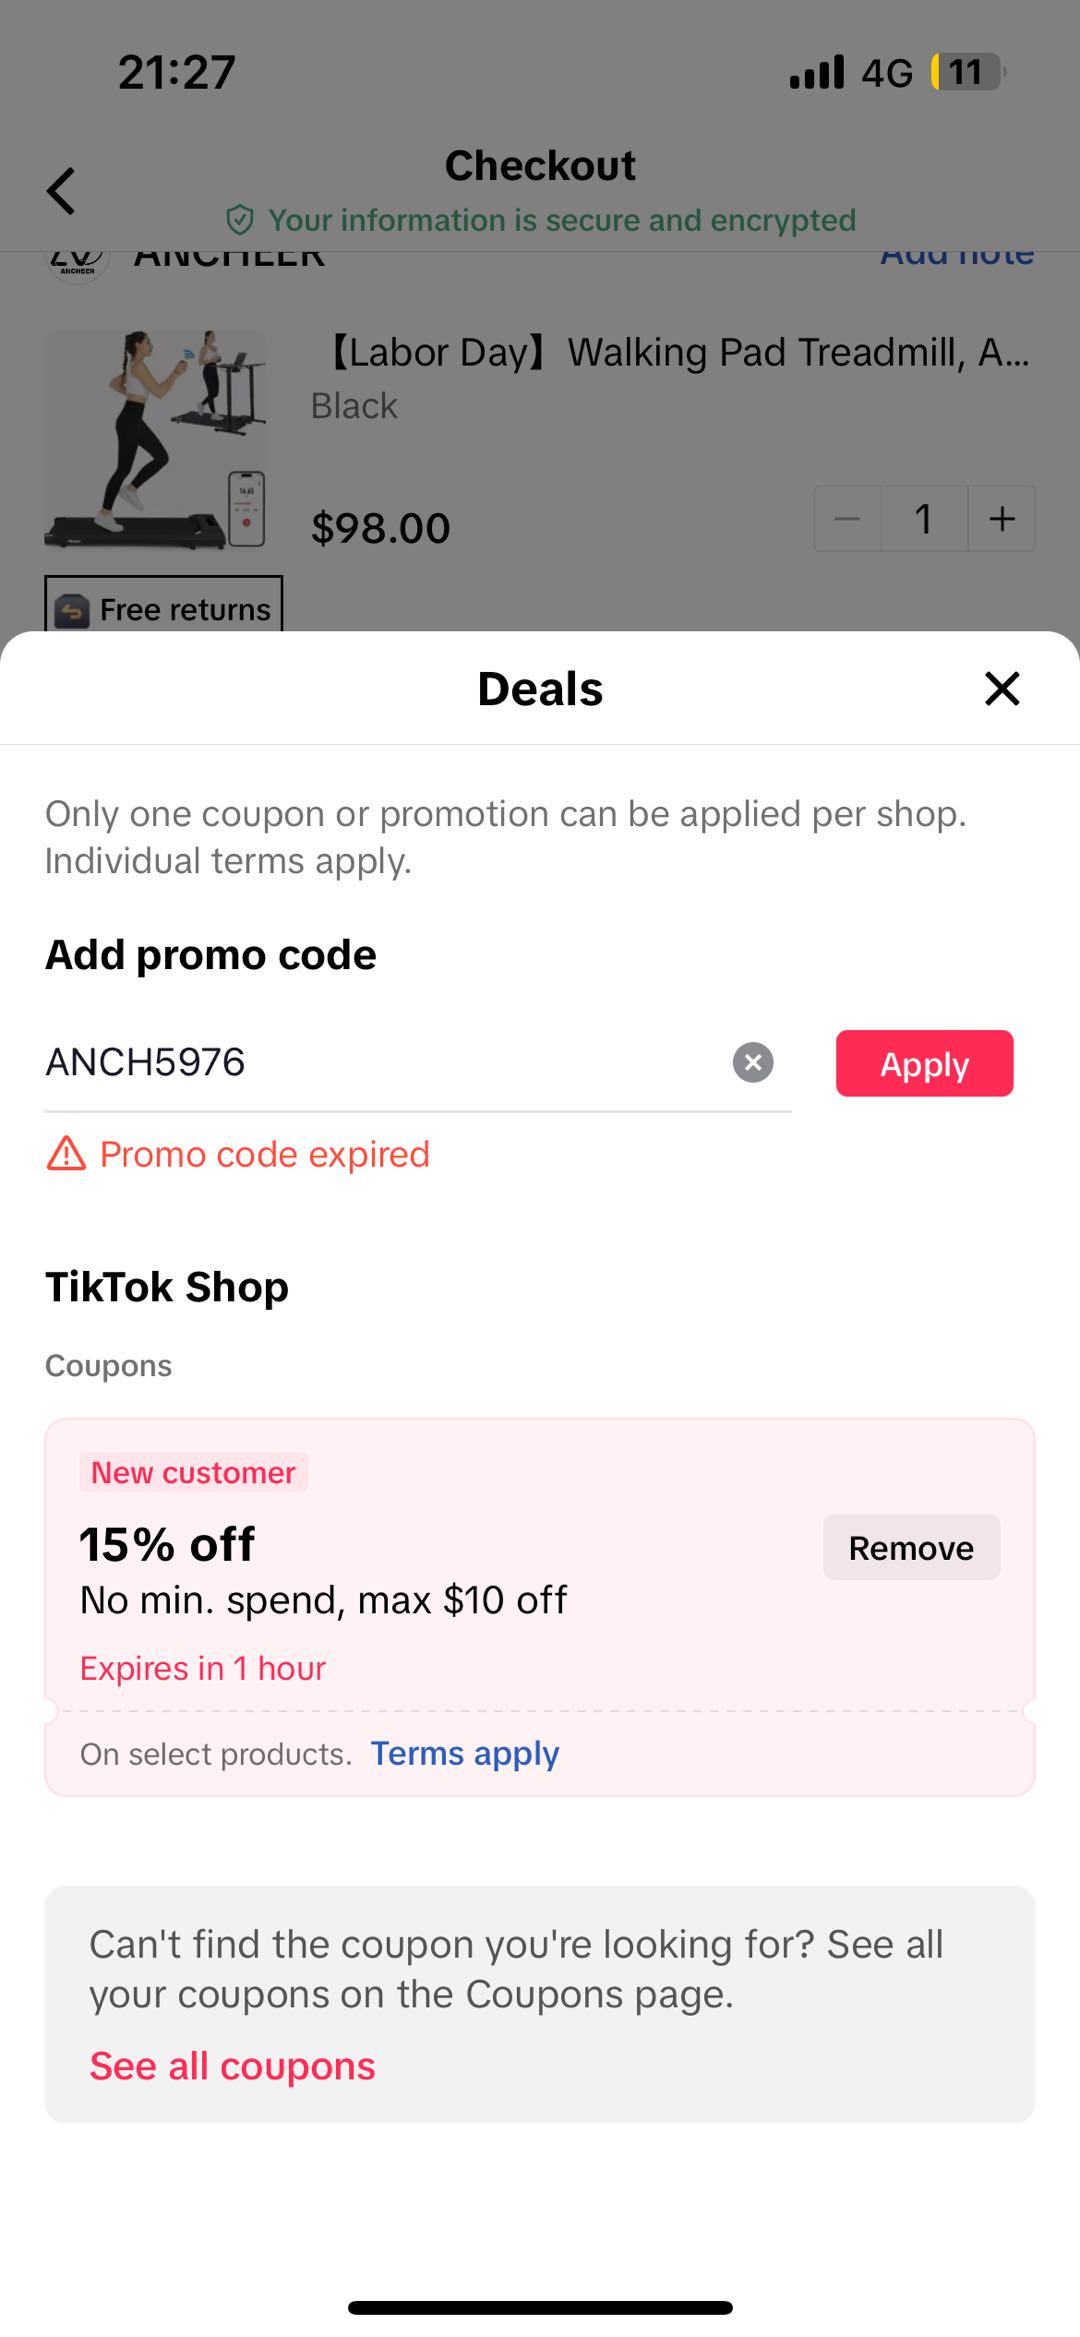 21:27
4G 11
Checkout
Your information is secure and encrypted
ANCHEER
ANCHEER
Add note
【Labor Day】Walking Pad Treadmill, A...
Black
$98.00
1
Free returns
Deals
Only one coupon or promotion can be applied per shop.
Individual terms apply.
Add promo code
ANCH5976
Apply
Promo code expired
TikTok Shop
Coupons
New customer
15% off
Remove
No min. spend, max $10 off
Expires in 1 hour
On select products. Terms apply
Can't find the coupon you're looking for? See all
your coupons on the Coupons page.
See all coupons